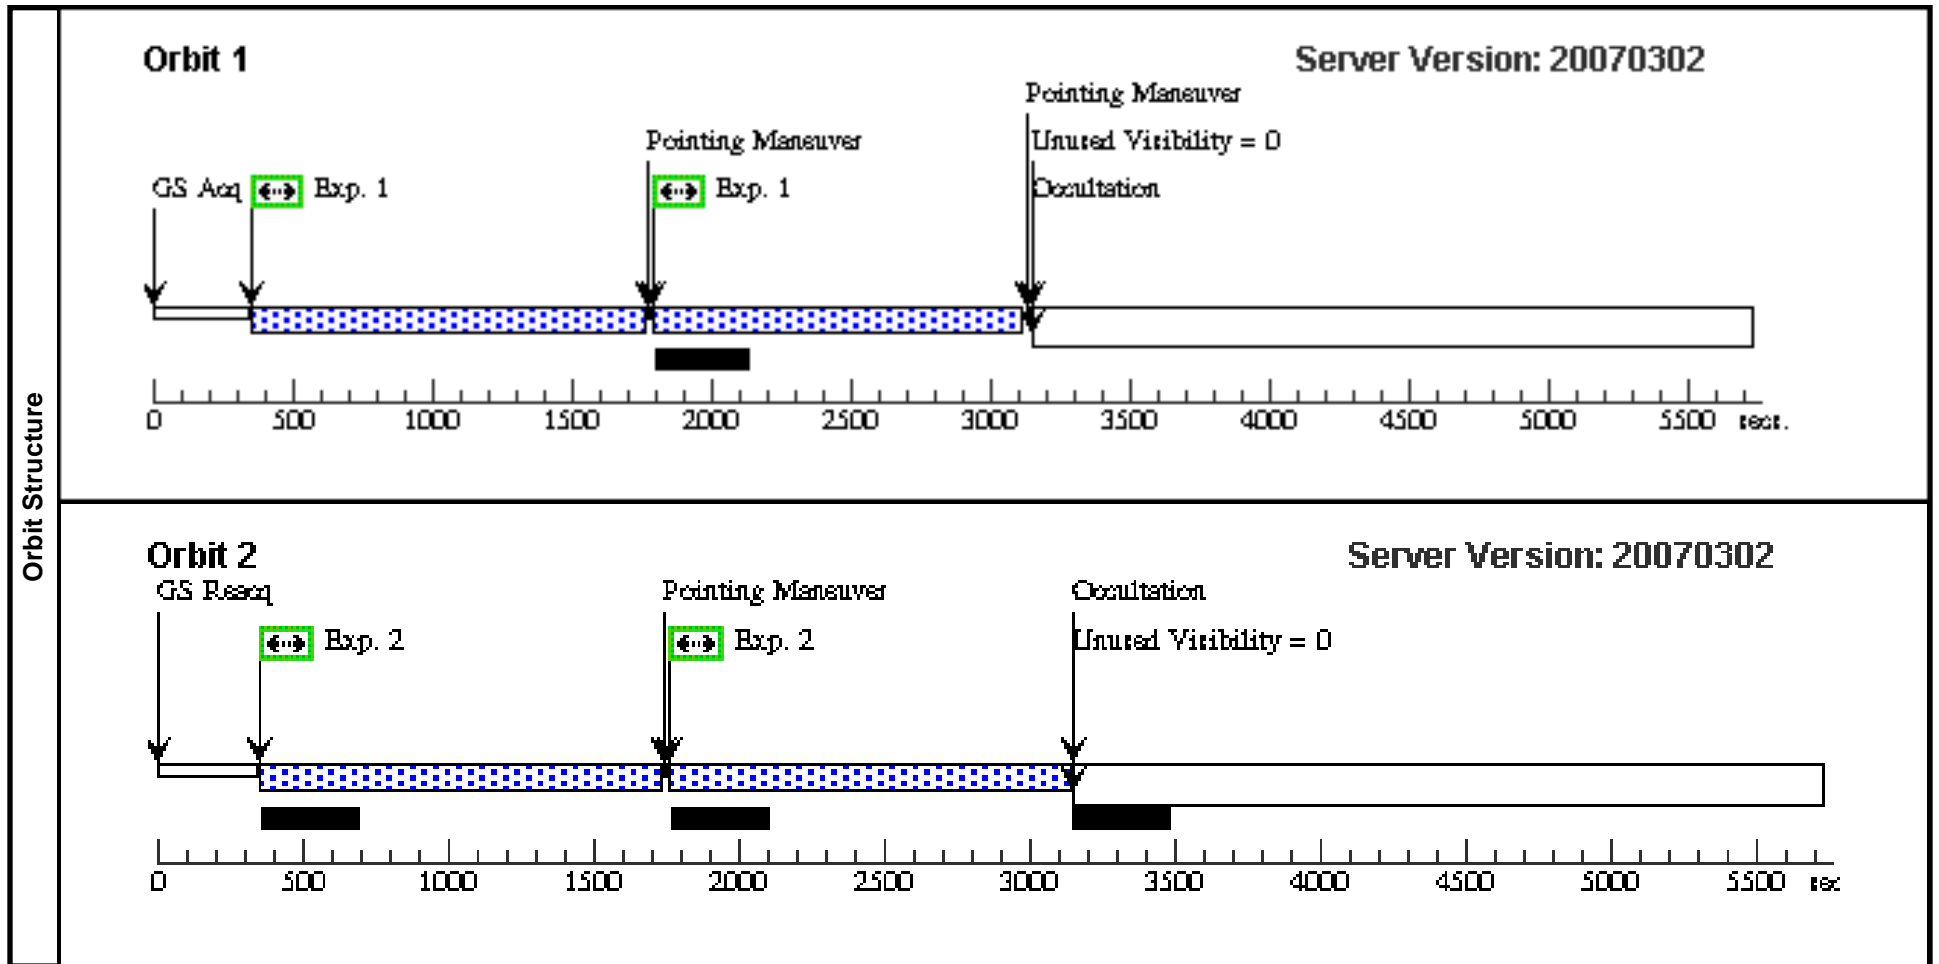 Orbit Structure
Orbit 1
Server Version: 20070302
Pointing Maneuver
Pointing Maneuver
Unused Visibility = 0
GS Acq
Exp. 1
Exp. 1
Occultation
0 500 1000 1500 2000 2500 3000 3500 4000 4500 5000 5500 secs.
Orbit 2
Server Version: 20070302
GS Reacq
Pointing Maneuver
Occultation
Exp. 2
Exp. 2
Unused Visibility = 0
0 500 1000 1500 2000 2500 3000 3500 4000 4500 5000 5500 sec